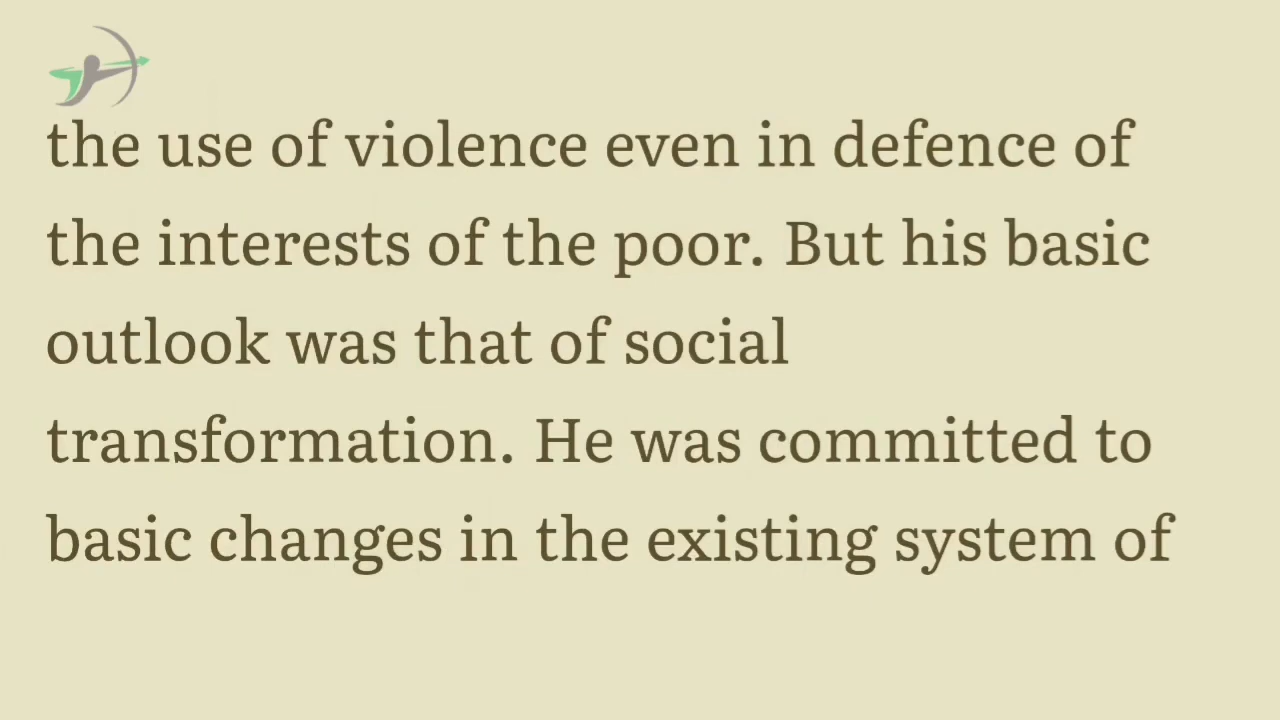 the use of violence even in defence of
the interests of the poor. But his basic
outlook was that of social
transformation. He was committed to
basic changes in the existing system of